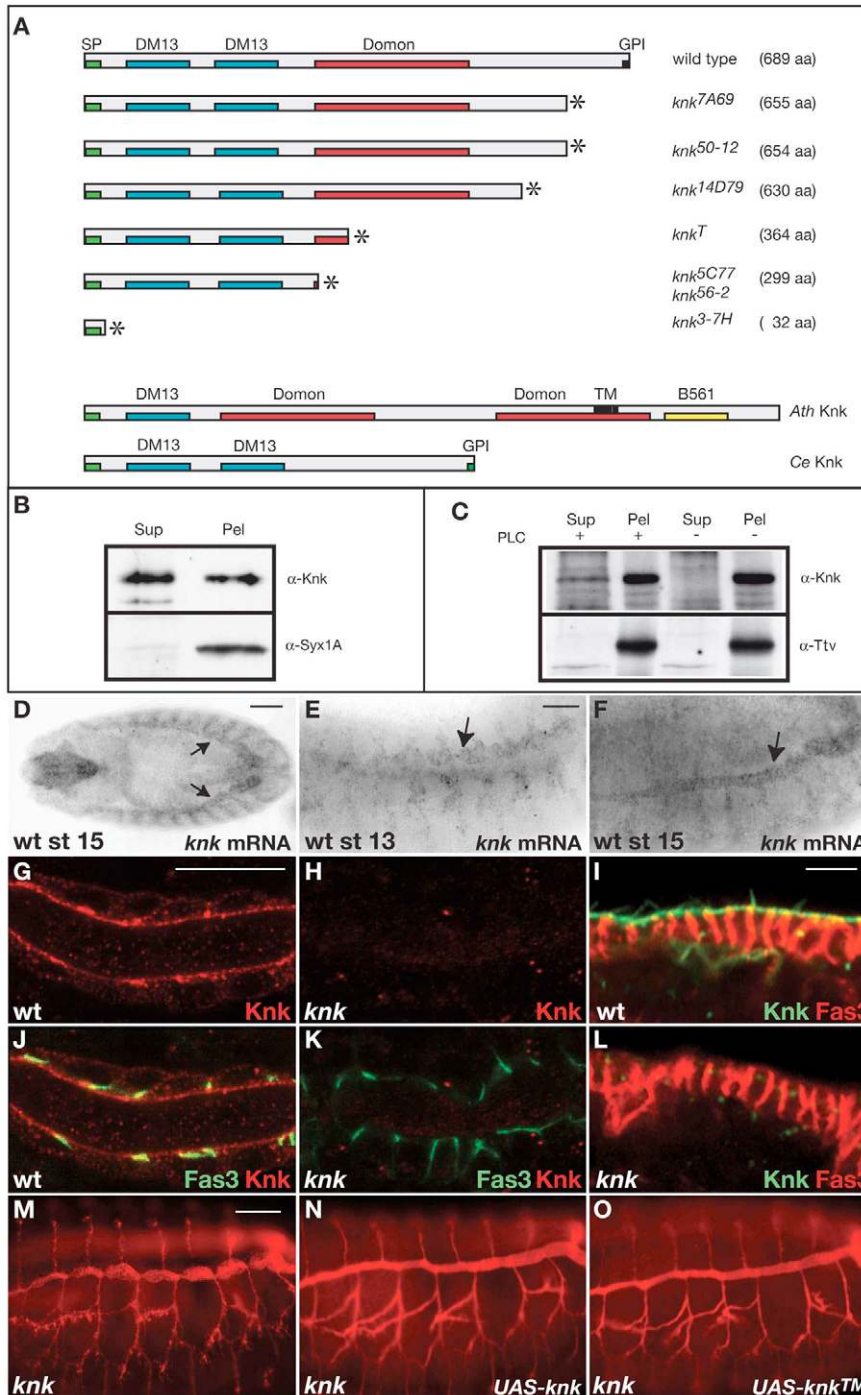 A
SP DM13 DM13 Domon GPI
wild type (689 aa)
knk7A69 (655 aa)
*
knk50-12 (654 aa)
*
knk14D79 (630 aa)
*
knkT (364 aa)
*
knk5C77 (299 aa)
knk56-2
*
knk3-7H ( 32 aa)
*
DM13 Domon Domon TM B561
Ath Knk
DM13 DM13 GPI
Ce Knk
B
Sup Pel
α-Knk
α-Syx1A
C
Sup Pel Sup Pel
PLC + + - -
α-Knk
α-Ttv
D
wt st 15 knk mRNA
E
wt st 13 knk mRNA
F
wt st 15 knk mRNA
G
wt Knk
H
knk Knk
I
wt Knk Fas3
J
wt Fas3 Knk
K
knk Fas3 Knk
L
knk Knk Fas3
M
knk
N
knk UAS-knk
O
knk UAS-knkTM